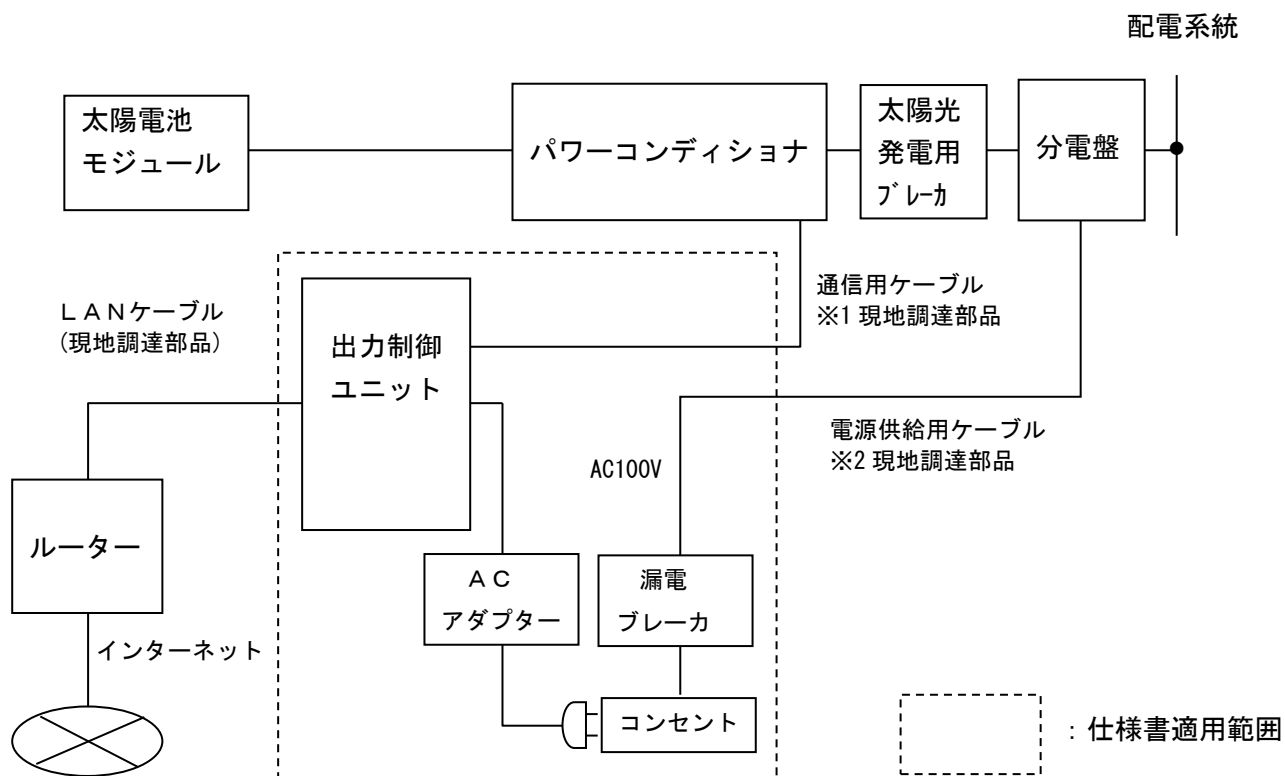 配電系統
太陽電池
モジュール
パワーコンディショナ
太陽光
発電用
ﾌﾞﾚｰｶ
分電盤
ＬＡＮケーブル
(現地調達部品)
出力制御
ユニット
通信用ケーブル
※1 現地調達部品
電源供給用ケーブル
※2 現地調達部品
AC100V
ルーター
ＡＣ
アダプター
漏電
ブレーカ
インターネット
コンセント
：仕様書適用範囲